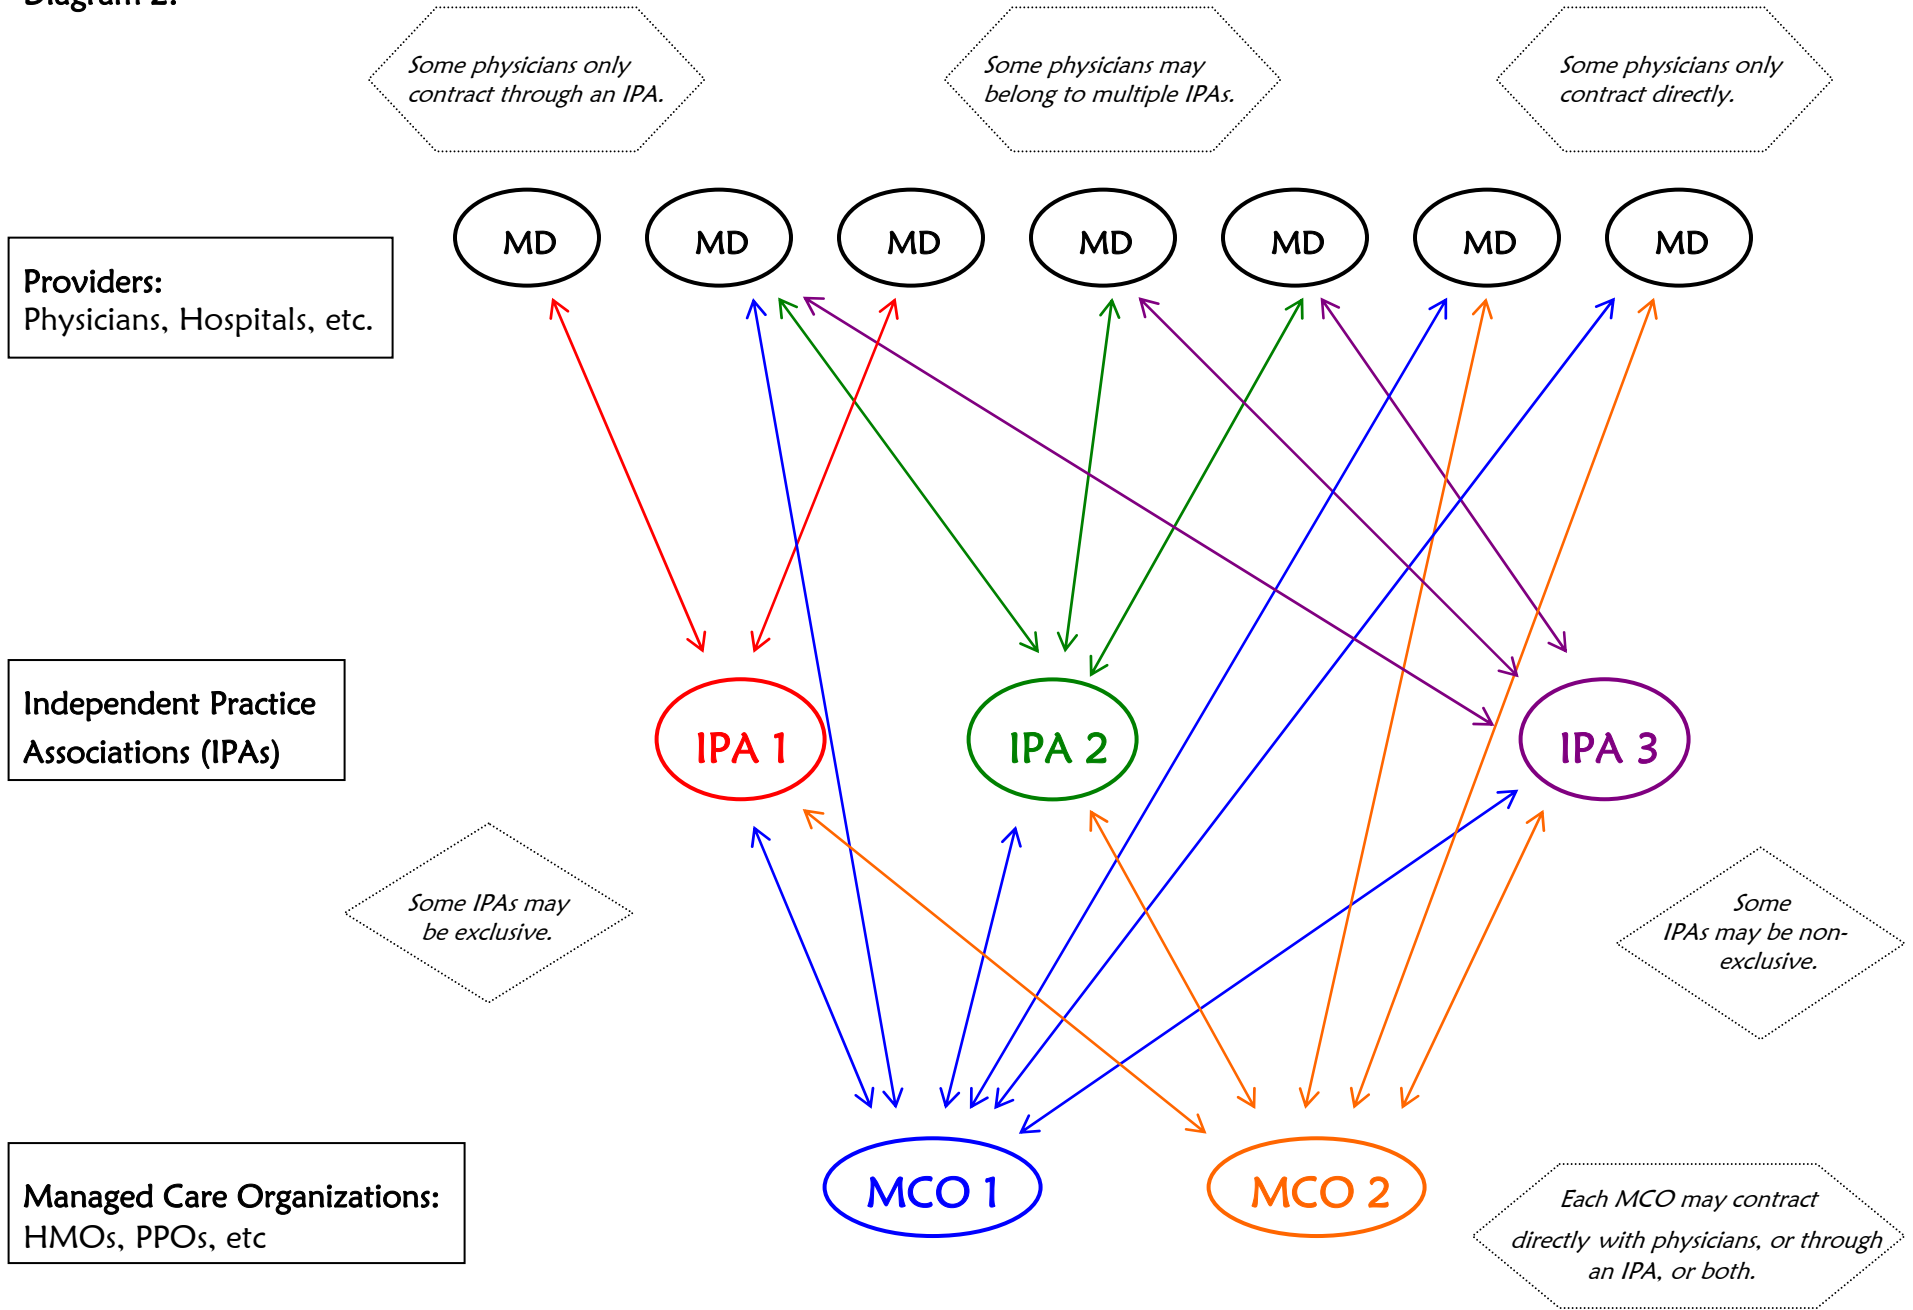 Diagram 2:
Some physicians only
contract through an IPA.
Some physicians may
belong to multiple IPAs.
Some physicians only
contract directly.
MD MD MD MD MD MD MD
Providers:
Physicians, Hospitals, etc.
Independent Practice
Associations (IPAs)
IPA 1 IPA 2 IPA 3
Some IPAs may
be exclusive.
Some
IPAs may be non-
exclusive.
Managed Care Organizations:
HMOs, PPOs, etc
MCO 1 MCO 2
Each MCO may contract
directly with physicians, or through
an IPA, or both.